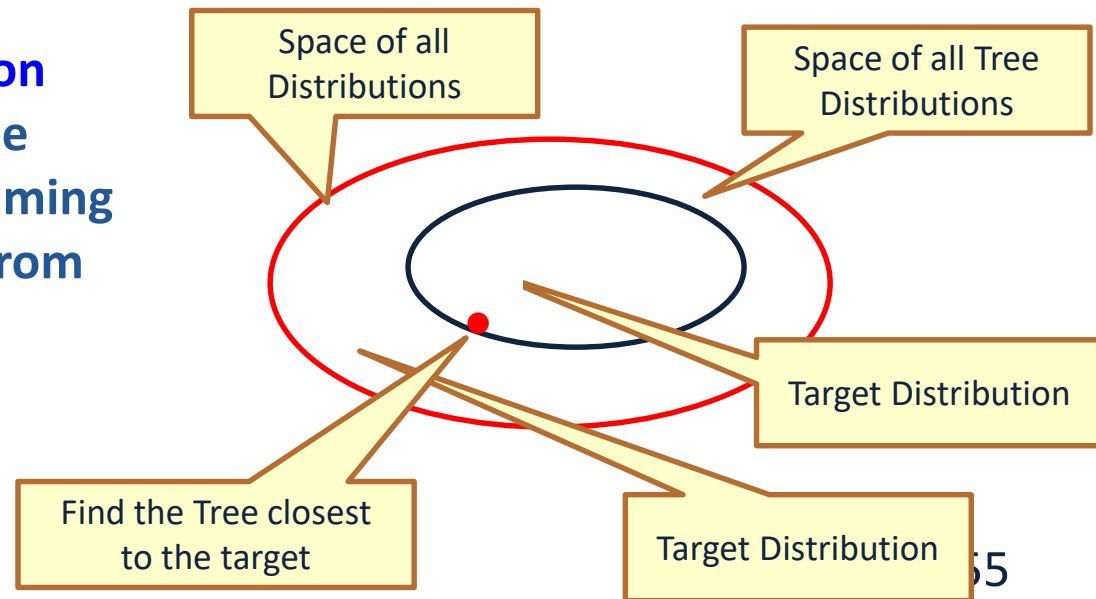 on
e
ming
rom
Space of all
Distributions
Space of all Tree
Distributions
Target Distribution
Find the Tree closest
to the target
Target Distribution
55